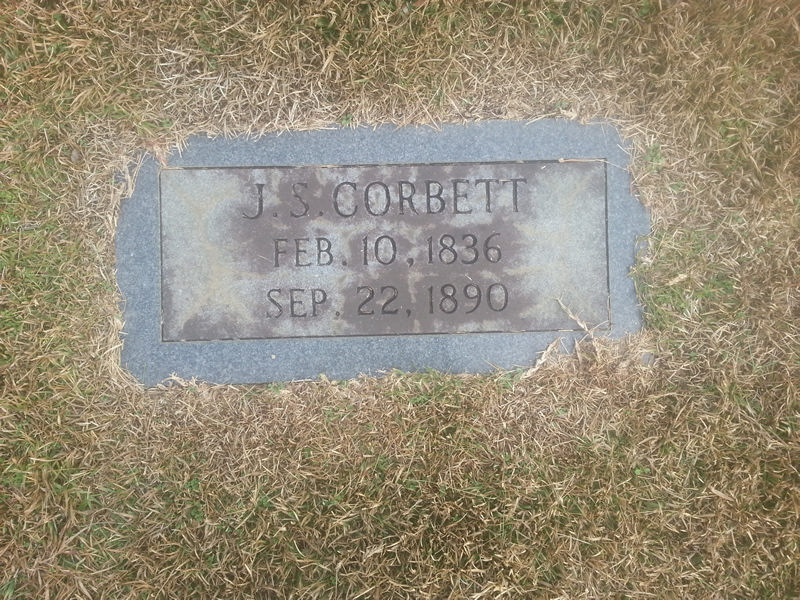 J. S. CORBETT
FEB. 10, 1836
SEP. 22, 1890